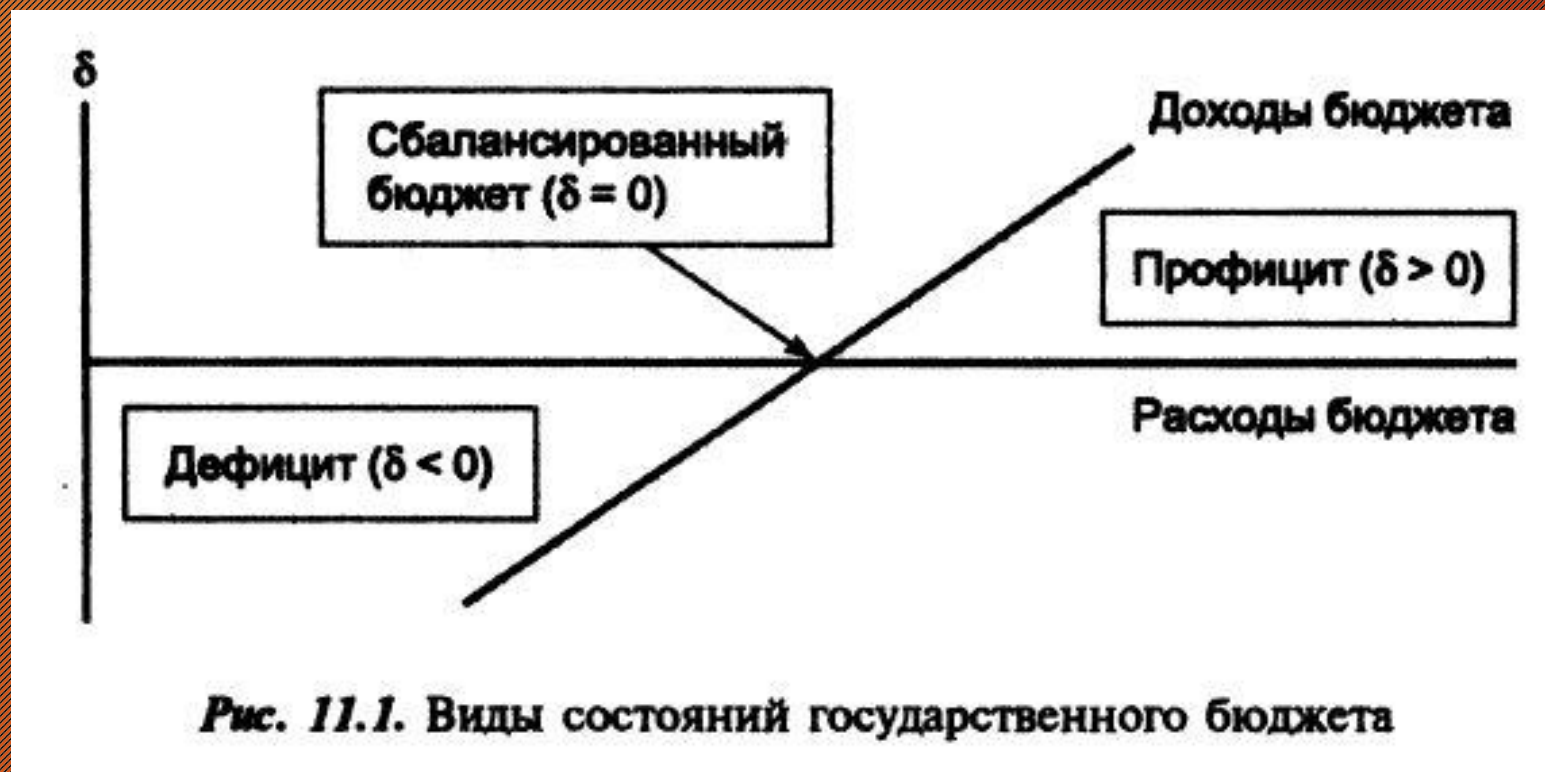 δ
Сбалансированный
бюджет (δ = 0)
Доходы бюджета
Профицит (δ > 0)
Расходы бюджета
Дефицит (δ < 0)
Рис. 11.1. Виды состояний государственного бюджета